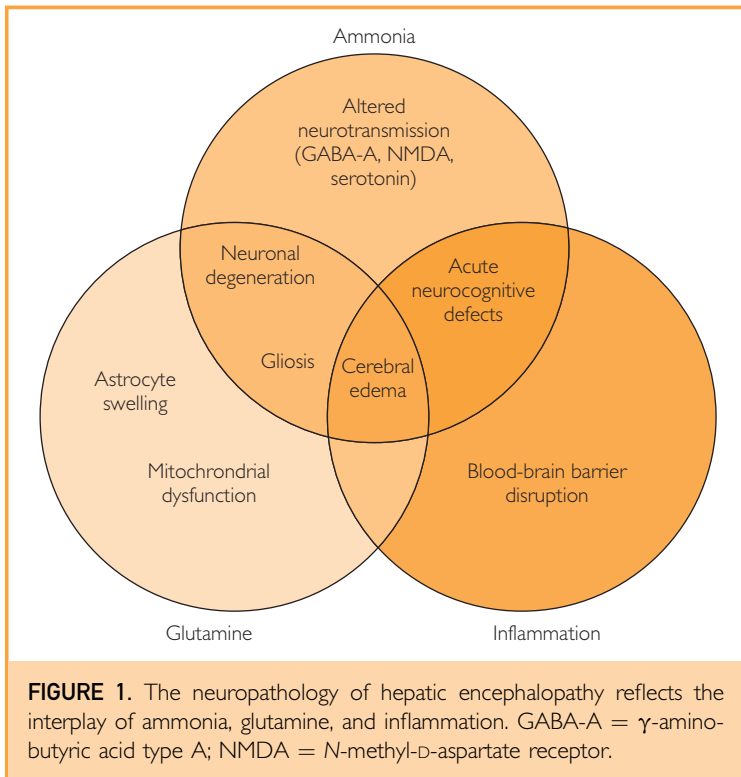 Ammonia
Altered
neurotransmission
(GABA-A, NMDA,
serotonin)
Neuronal
degeneration
Acute
neurocognitive
defects
Gliosis
Cerebral
edema
Astrocyte
swelling
Mitochrondrial
dysfunction
Blood-brain barrier
disruption
Glutamine
Inflammation
FIGURE 1. The neuropathology of hepatic encephalopathy reflects the
interplay of ammonia, glutamine, and inflammation. GABA-A = γ-amino-
butyric acid type A; NMDA = N-methyl-D-aspartate receptor.